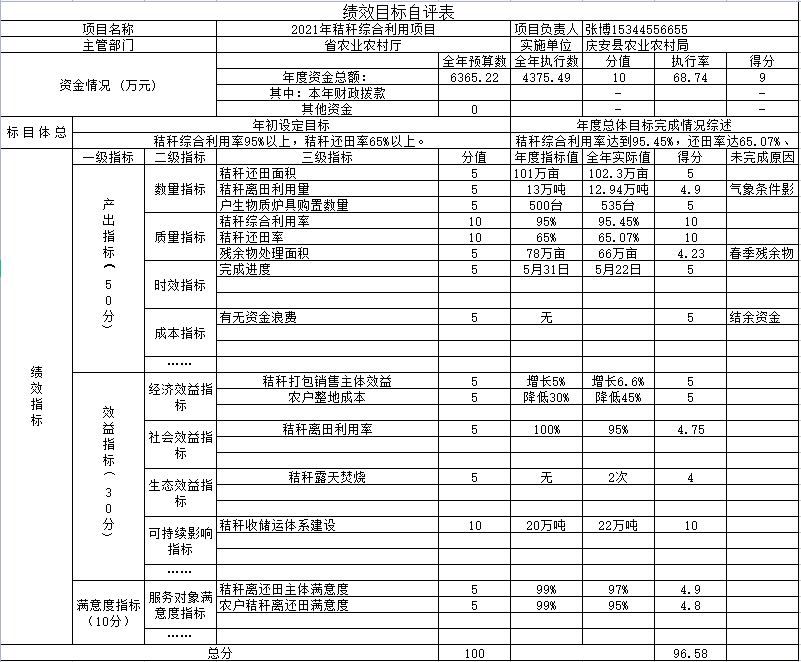 绩效目标自评表
项目名称 2021年秸秆综合利用项目 项目负责人 张博15344556655
主管部门 省农业农村厅 实施单位 庆安县农业农村局
资金情况 (万元) 全年预算数 全年执行数 分值 执行率 得分
年度资金总额: 6365.22 4375.49 10 68.74 9
其中: 本年财政拨款 - -
其他资金 0 - -
标目体总 年初设定目标 年度总体目标完成情况综述
秸秆综合利用率95%以上，秸秆还田率65%以上。 秸秆综合利用率达到95.45%，还田率达65.07%、
绩效指标 一级指标 二级指标 三级指标 分值 年度指标值 全年实际值 得分 未完成原因
产出指标(50分) 数量指标 秸秆还田面积 5 101万亩 102.3万亩 5
秸秆离田利用量 5 13万吨 12.94万吨 4.9 气象条件影
户生物质炉具购置数量 5 500台 535台 5
质量指标 秸秆综合利用率 10 95% 95.45% 10
秸秆还田率 10 65% 65.07% 10
残余物处理面积 5 78万亩 66万亩 4.23 春季残余物
时效指标 完成进度 5 5月31日 5月22日 5
成本指标 有无资金浪费 5 无 5 结余资金
……
效益指标(30分) 经济效益指标 秸秆打包销售主体效益 5 增长5% 增长6.6% 5
农户整地成本 5 降低30% 降低45% 5
社会效益指标 秸秆离田利用率 5 100% 95% 4.75
生态效益指标 秸秆露天焚烧 5 无 2次 4
可持续影响指标 秸秆收储运体系建设 10 20万吨 22万吨 10
……
满意度指标(10分) 服务对象满意度指标 秸秆离还田主体满意度 5 99% 97% 4.9
农户秸秆离还田满意度 5 99% 95% 4.8
……
总分 100 96.58